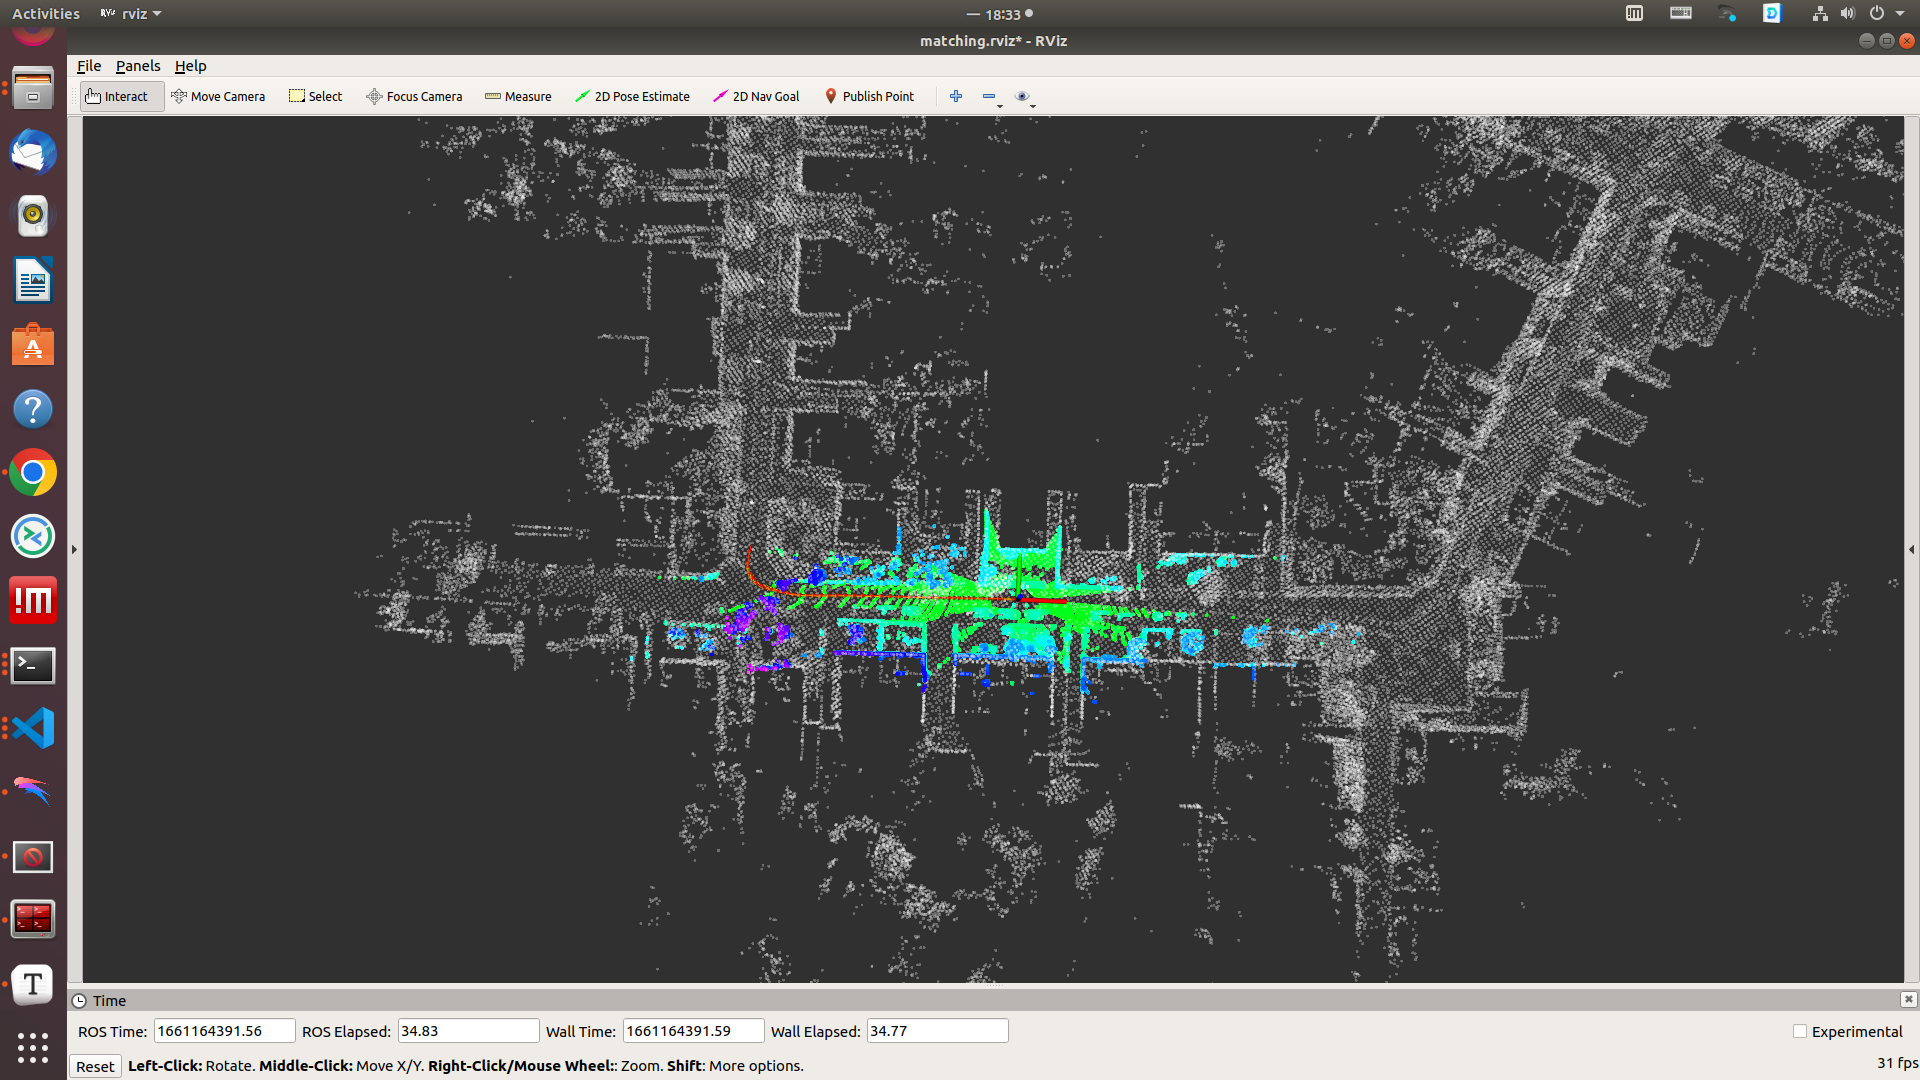 Activities RViz rviz 18:33
matching.rviz* - RViz
File Panels Help
Interact Move Camera Select Focus Camera Measure 2D Pose Estimate 2D Nav Goal Publish Point
Time
ROS Time: 1661164391.56 ROS Elapsed: 34.83 Wall Time: 1661164391.59 Wall Elapsed: 34.77 Experimental
Reset Left-Click: Rotate. Middle-Click: Move X/Y. Right-Click/Mouse Wheel:: Zoom. Shift: More options. 31 fps